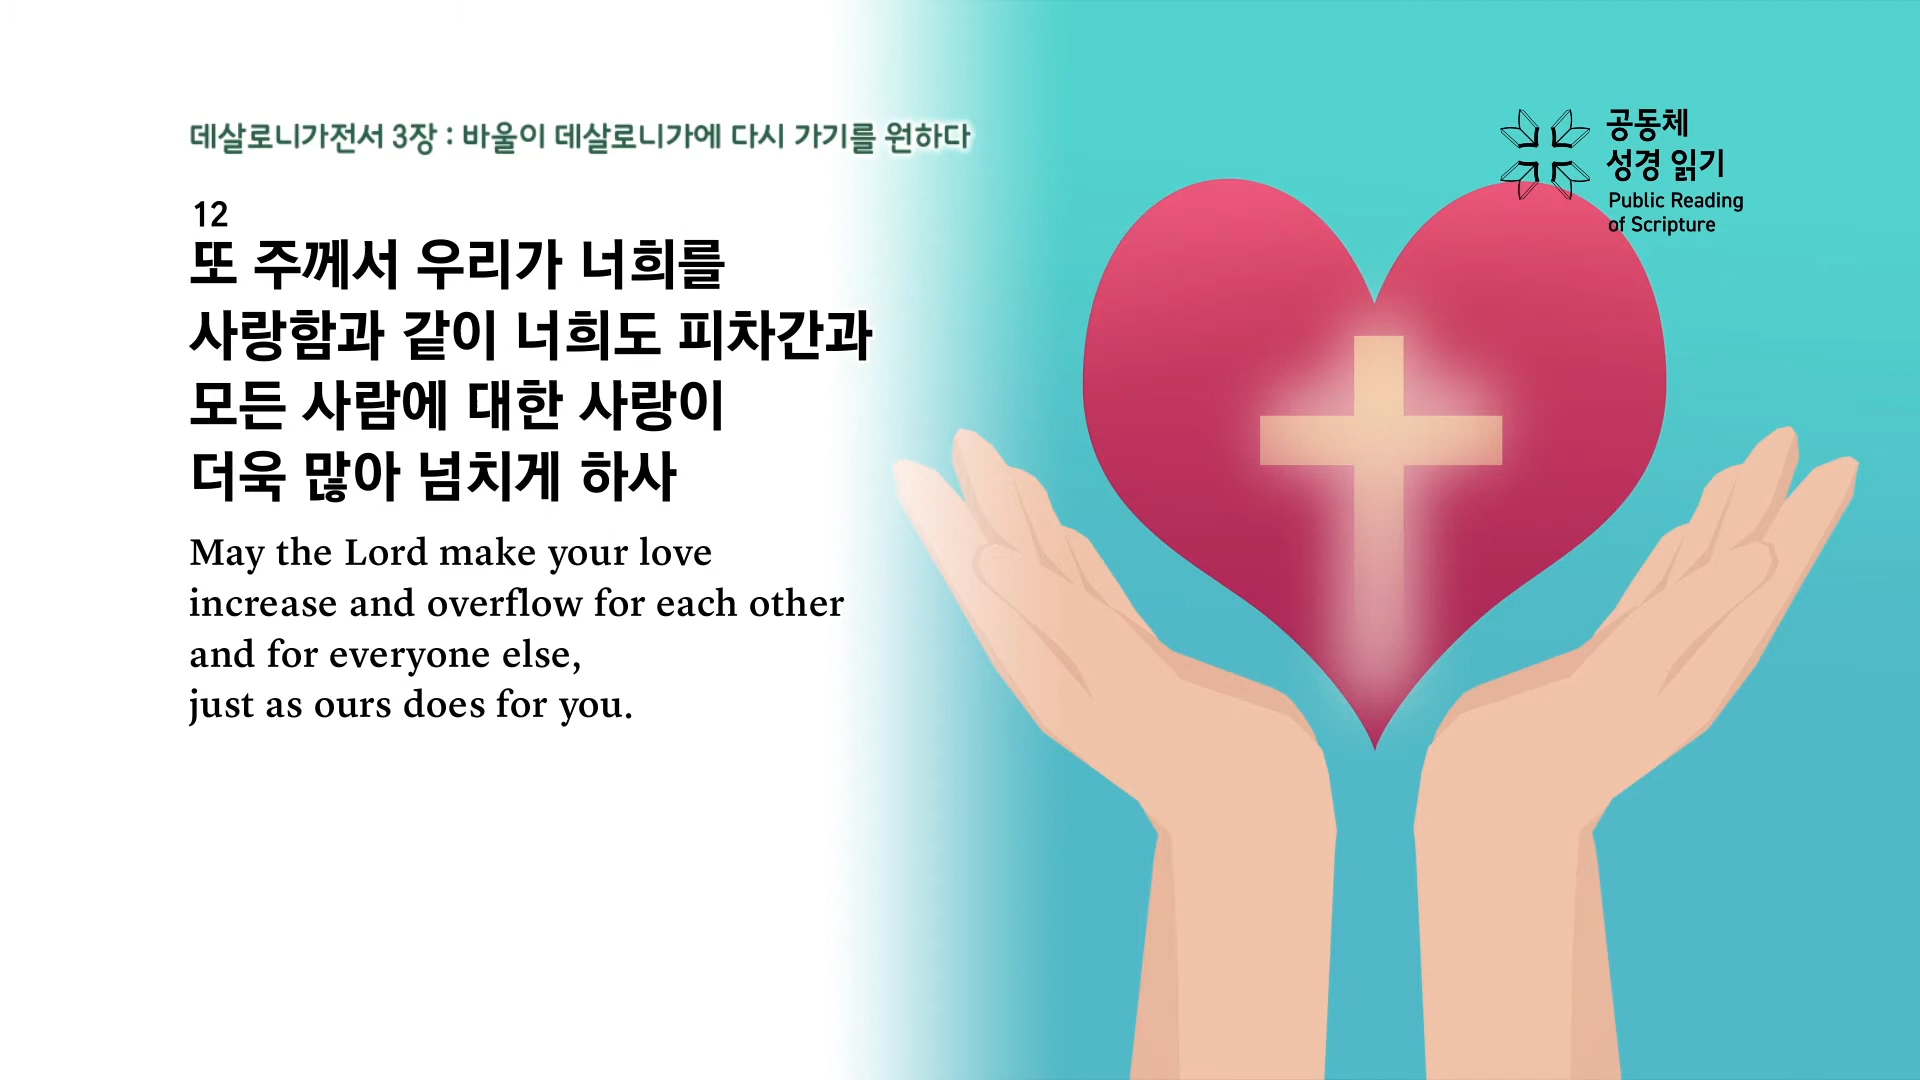 데살로니가전서 3장 : 바울이 데살로니가에 다시 가기를 원하다
공동체
성경 읽기
Public Reading
of Scripture
12
또 주께서 우리가 너희를
사랑함과 같이 너희도 피차간과
모든 사람에 대한 사랑이
더욱 많아 넘치게 하사
May the Lord make your love
increase and overflow for each other
and for everyone else,
just as ours does for you.